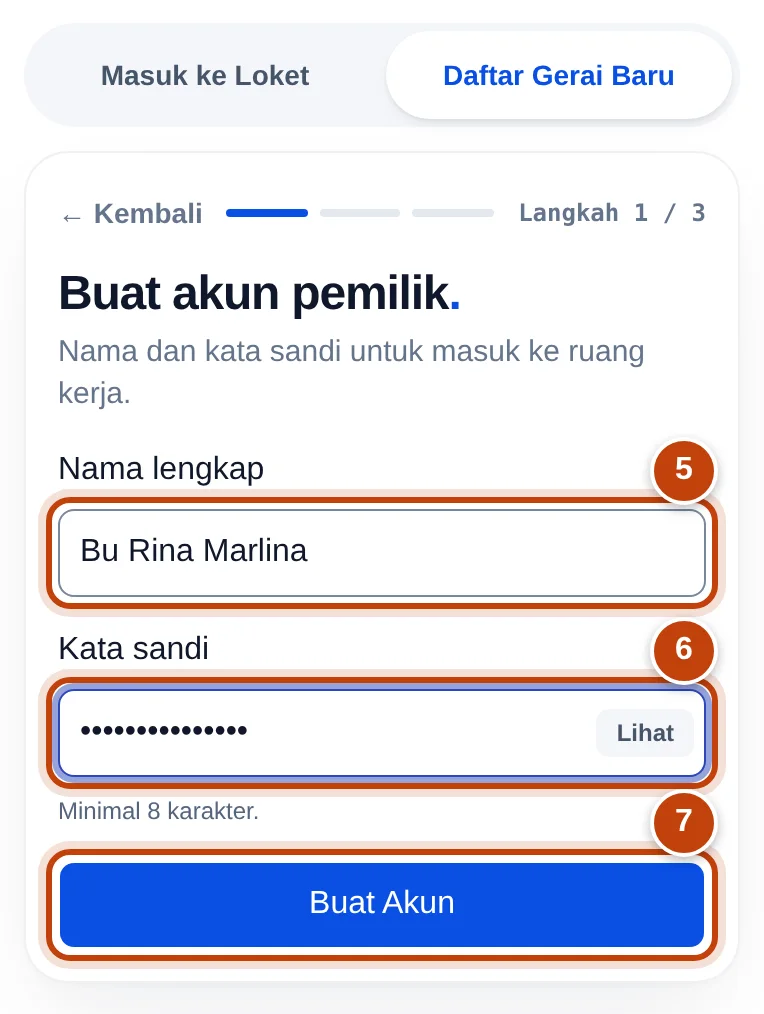 Masuk ke Loket
Daftar Gerai Baru
← Kembali
Langkah 1 / 3
Buat akun pemilik.
Nama dan kata sandi untuk masuk ke ruang
kerja.
Nama lengkap
5
Bu Rina Marlina
Kata sandi
6
•••••••••••••••
Lihat
Minimal 8 karakter.
7
Buat Akun